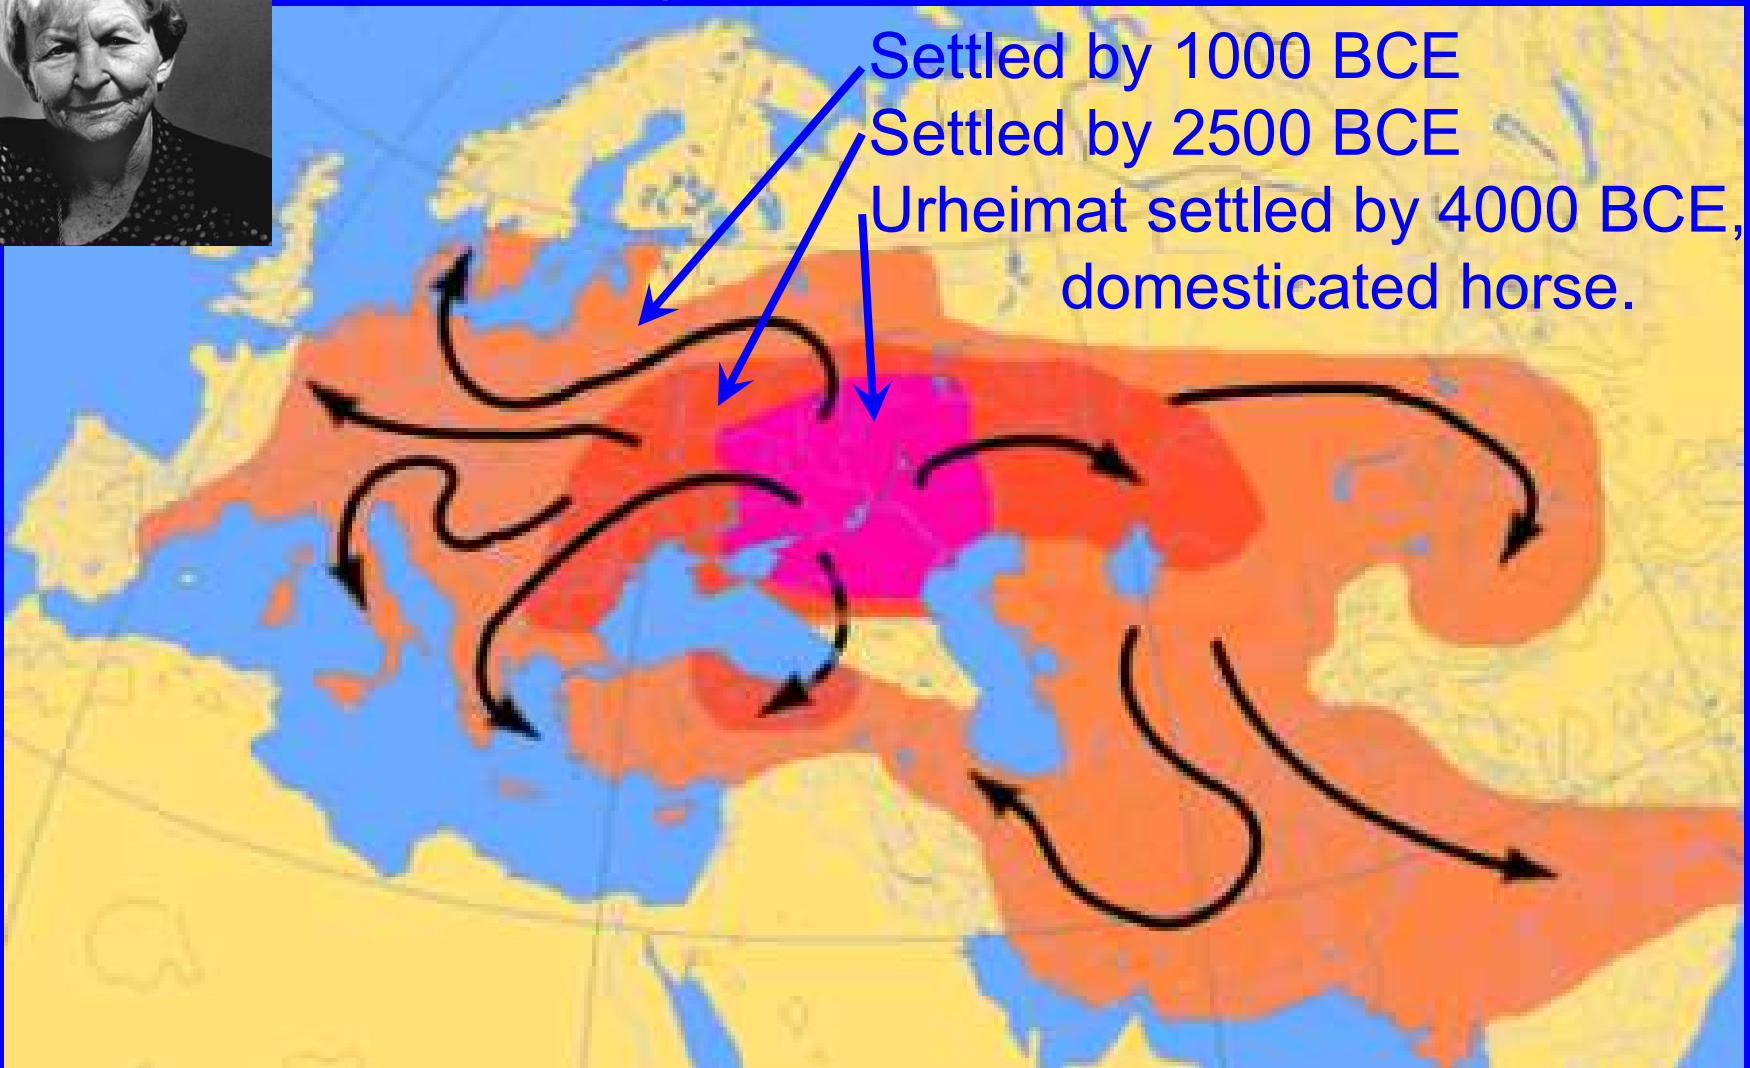 Settled by 1000 BCE
Settled by 2500 BCE
Urheimat settled by 4000 BCE,
domesticated horse.